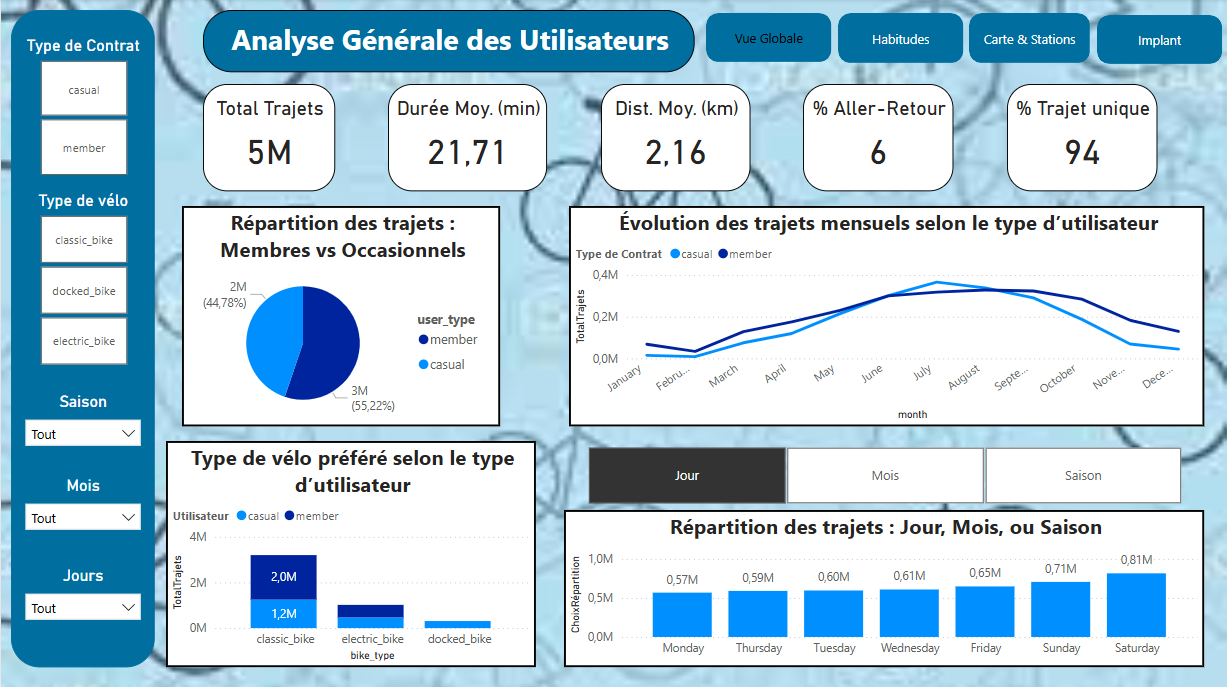 Type de Contrat
casual
member
Type de vélo
classic_bike
docked_bike
electric_bike
Saison
Tout
Mois
Tout
Jours
Tout
Analyse Générale des Utilisateurs
Vue Globale
Habitudes
Carte & Stations
Implant
Total Trajets
5M
Durée Moy. (min)
21,71
Dist. Moy. (km)
2,16
% Aller-Retour
6
% Trajet unique
94
Répartition des trajets :
Membres vs Occasionnels
2M
(44,78%)
3M
(55,22%)
user_type
member
casual
Évolution des trajets mensuels selon le type d’utilisateur
Type de Contrat casual member
TotalTrajets
0,4M
0,2M
0,0M
January Febru... March April May June July August Septe... October Nove... Dece...
month
Type de vélo préféré selon le type
d’utilisateur
Utilisateur casual member
TotalTrajets
4M
2M
0M
2,0M
1,2M
classic_bike electric_bike docked_bike
bike_type
Jour Mois Saison
Répartition des trajets : Jour, Mois, ou Saison
ChoixRépartition
1,0M
0,5M
0,0M
0,57M 0,59M 0,60M 0,61M 0,65M 0,71M 0,81M
Monday Thursday Tuesday Wednesday Friday Sunday Saturday